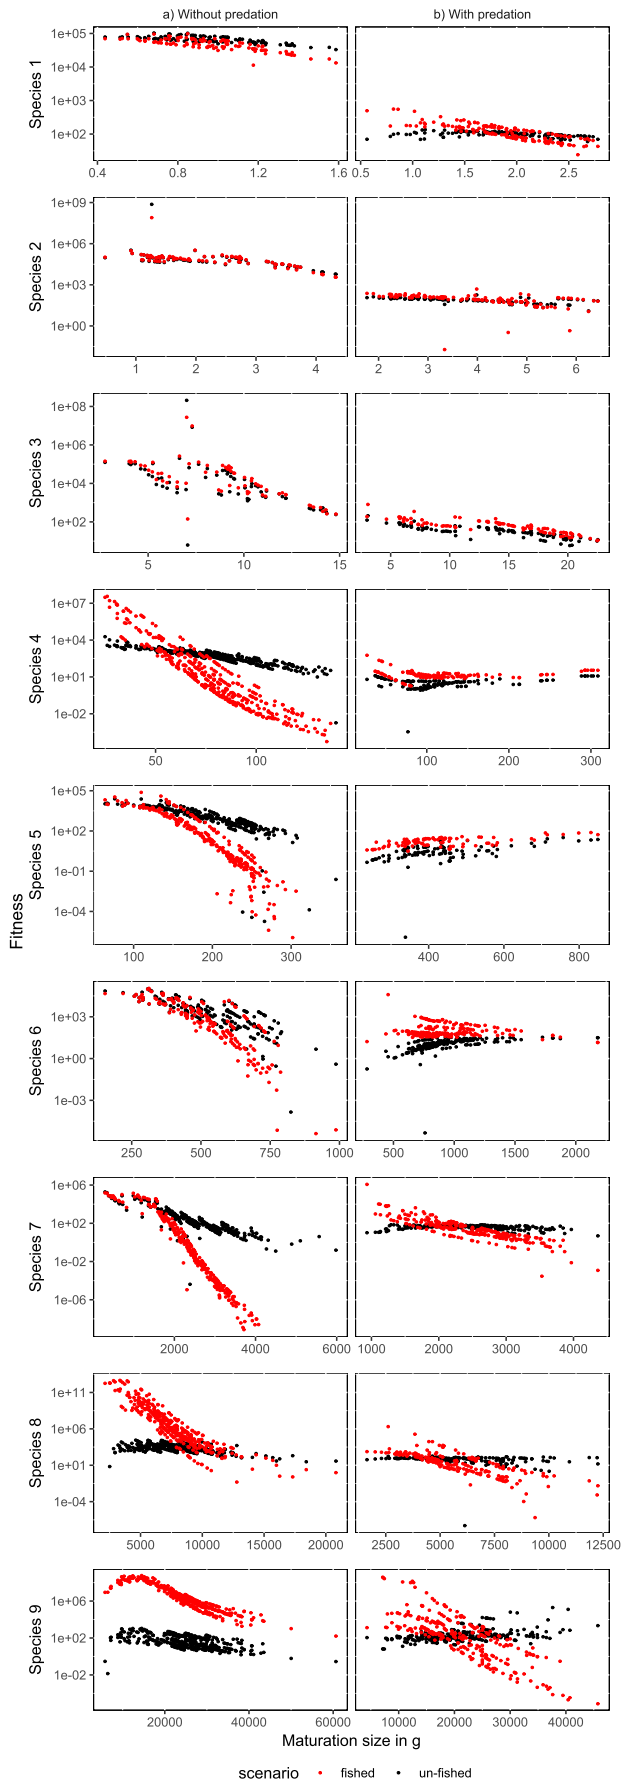 a) Without predation
b) With predation
Species 1
1e+05
1e+04
1e+03
1e+02
0.4 0.8 1.2 1.6
0.5 1.0 1.5 2.0 2.5
Species 2
1e+09
1e+06
1e+03
1e+00
1 2 3 4
2 3 4 5 6
Species 3
1e+08
1e+06
1e+04
1e+02
5 10 15
5 10 15 20
Species 4
1e+07
1e+04
1e+01
1e-02
50 100
100 200 300
Species 5
1e+05
1e+02
1e-01
1e-04
100 200 300
400 600 800
Fitness
Species 6
1e+03
1e+00
1e-03
250 500 750 1000
500 1000 1500 2000
Species 7
1e+06
1e+02
1e-02
1e-06
2000 4000 6000
1000 2000 3000 4000
Species 8
1e+11
1e+06
1e+01
1e-04
5000 10000 15000 20000
2500 5000 7500 10000 12500
Species 9
1e+06
1e+02
1e-02
20000 40000 60000
10000 20000 30000 40000
Maturation size in g
scenario fished un-fished